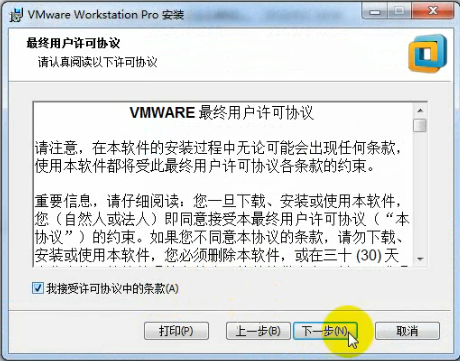 VMware Workstation Pro 安装
最终用户许可协议
请认真阅读以下许可协议
VMWARE 最终用户许可协议
请注意，在本软件的安装过程中无论可能会出现任何条款，
使用本软件都将受此最终用户许可协议各条款的约束。
重要信息，请仔细阅读：您一旦下载、安装或使用本软件，
您（自然人或法人）即同意接受本最终用户许可协议（“本
协议”）的约束。如果您不同意本协议的条款，请勿下载、
安装或使用本软件，您必须删除本软件，或在三十 (30) 天
我接受许可协议中的条款(A)
打印(P)
上一步(B)
下一步(N)
取消